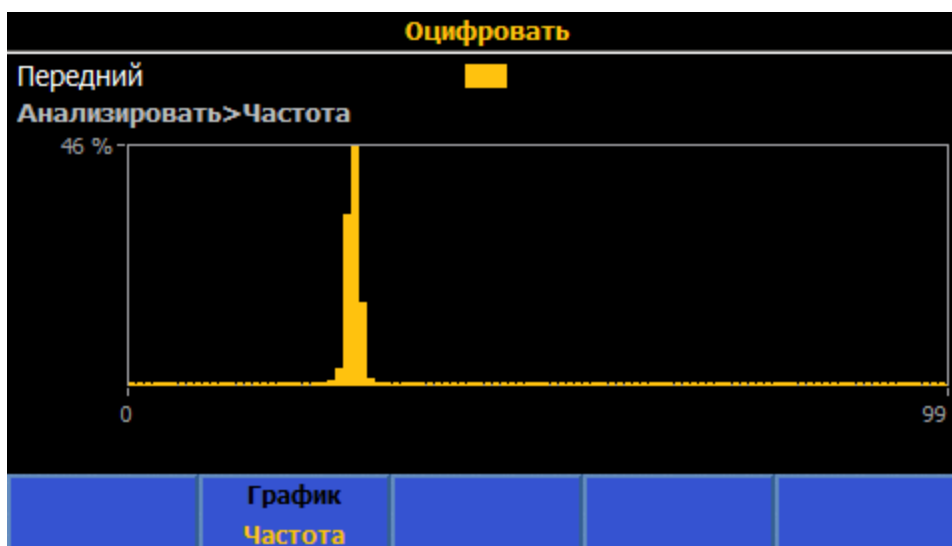 Оцифровать
Передний
Анализировать>Частота
46 %
0 99
График
Частота